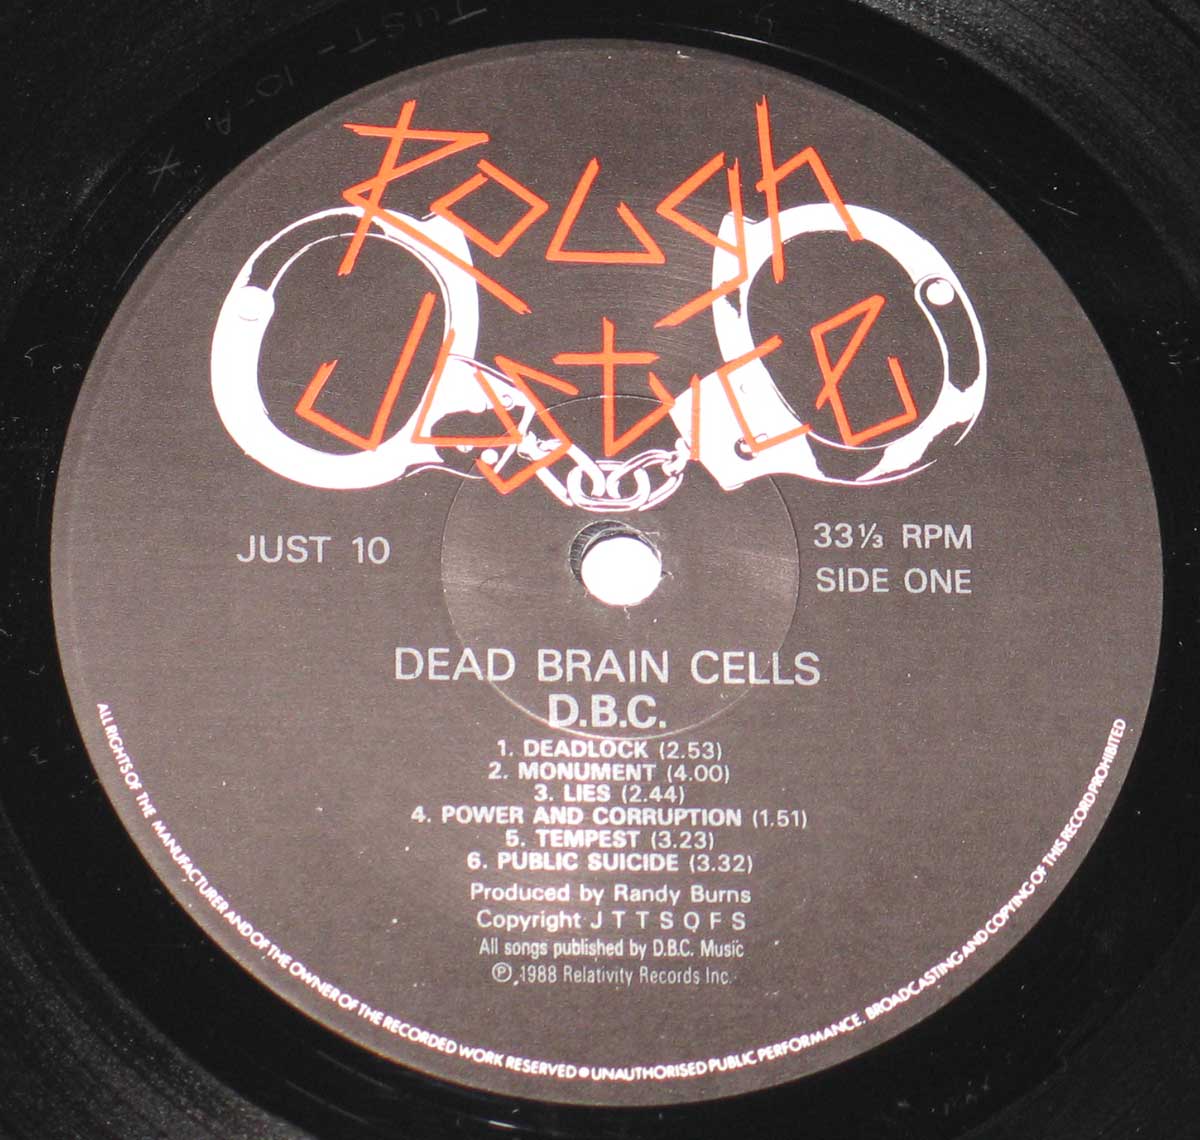 JUST-10-A.
Rough
Justice
JUST 10
33⅓ RPM
SIDE ONE
DEAD BRAIN CELLS
D.B.C.
1. DEADLOCK (2.53)
2. MONUMENT (4.00)
3. LIES (2.44)
4. POWER AND CORRUPTION (1.51)
5. TEMPEST (3.23)
6. PUBLIC SUICIDE (3.32)
Produced by Randy Burns
Copyright J T T S Q F S
All songs published by D.B.C. Music
℗ 1988 Relativity Records Inc.
ALL RIGHTS OF THE MANUFACTURER AND OF THE OWNER OF THE RECORDED WORK RESERVED ● UNAUTHORISED PUBLIC PERFORMANCE, BROADCASTING AND COPYING OF THIS RECORD PROHIBITED